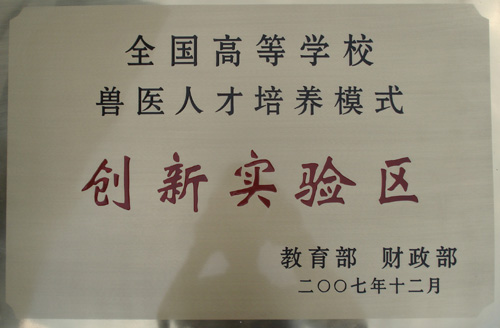 全国高等学校
兽医人才培养模式
创新实验区
教育部 财政部
二〇〇七年十二月